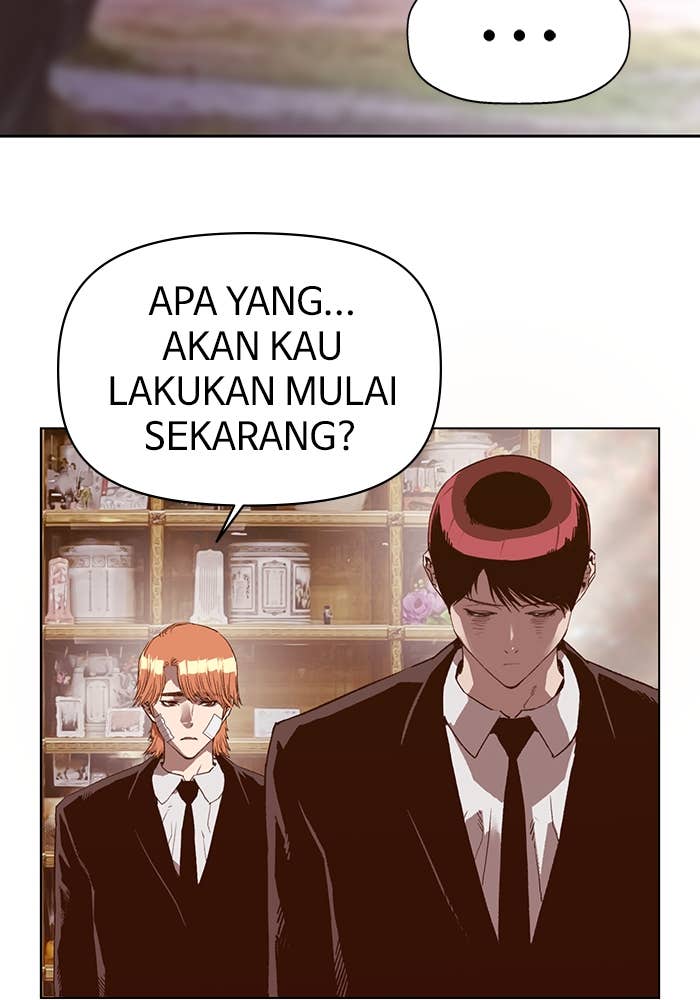 ...
APA YANG...
AKAN KAU
LAKUKAN MULAI
SEKARANG?